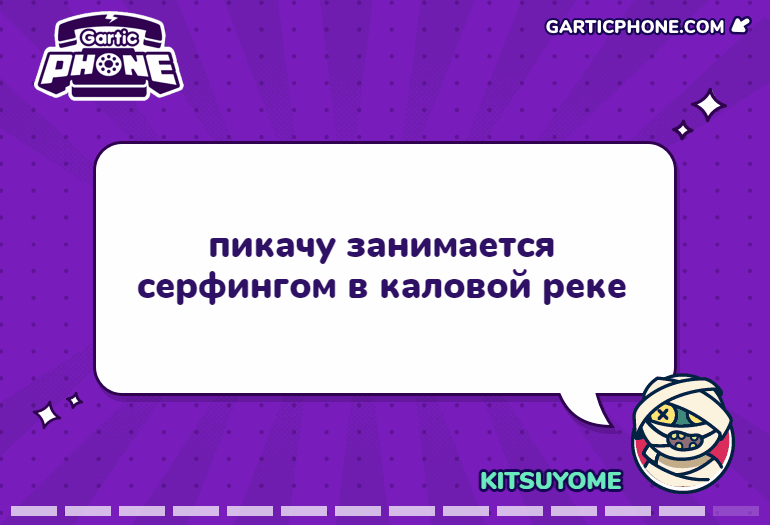 Gartic
PHONE
GARTICPHONE.COM
пикачу занимается
серфингом в каловой реке
KITSUYOME